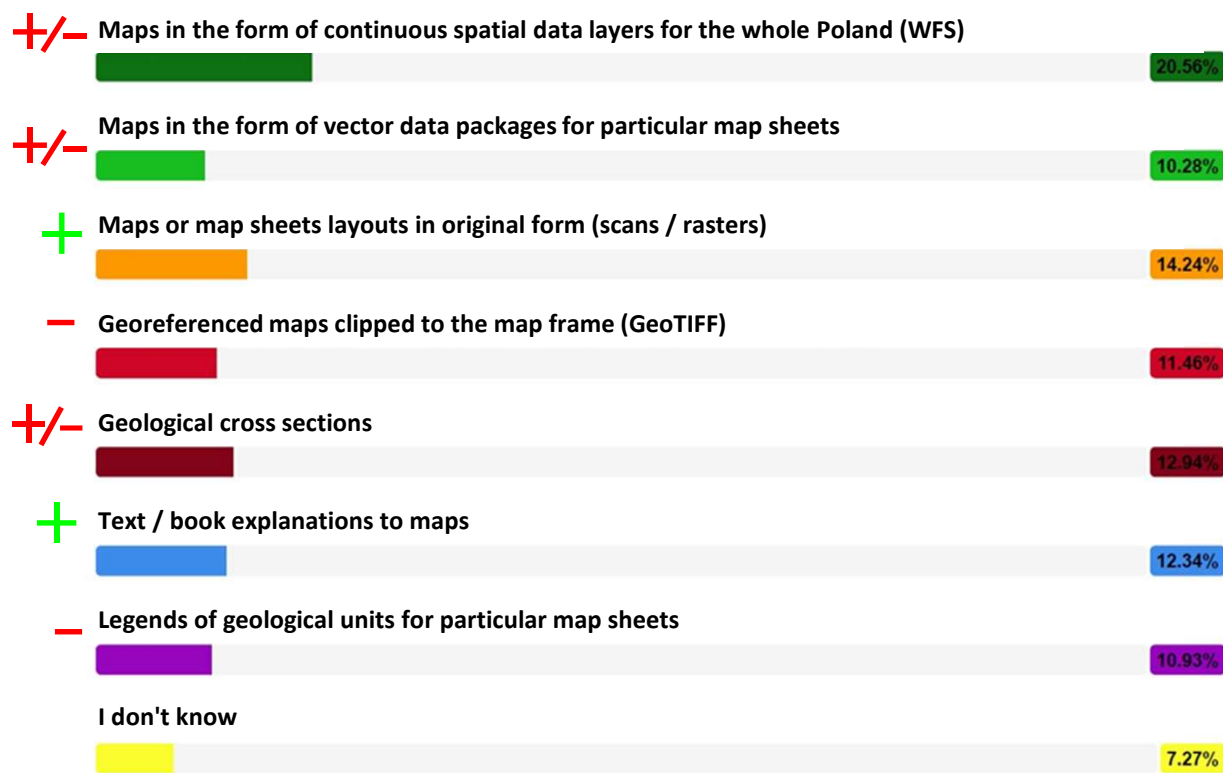 +/- Maps in the form of continuous spatial data layers for the whole Poland (WFS)
20.56%
+/- Maps in the form of vector data packages for particular map sheets
10.28%
+ Maps or map sheets layouts in original form (scans / rasters)
14.24%
- Georeferenced maps clipped to the map frame (GeoTIFF)
11.46%
+/- Geological cross sections
12.94%
+ Text / book explanations to maps
12.34%
- Legends of geological units for particular map sheets
10.93%
I don't know
7.27%